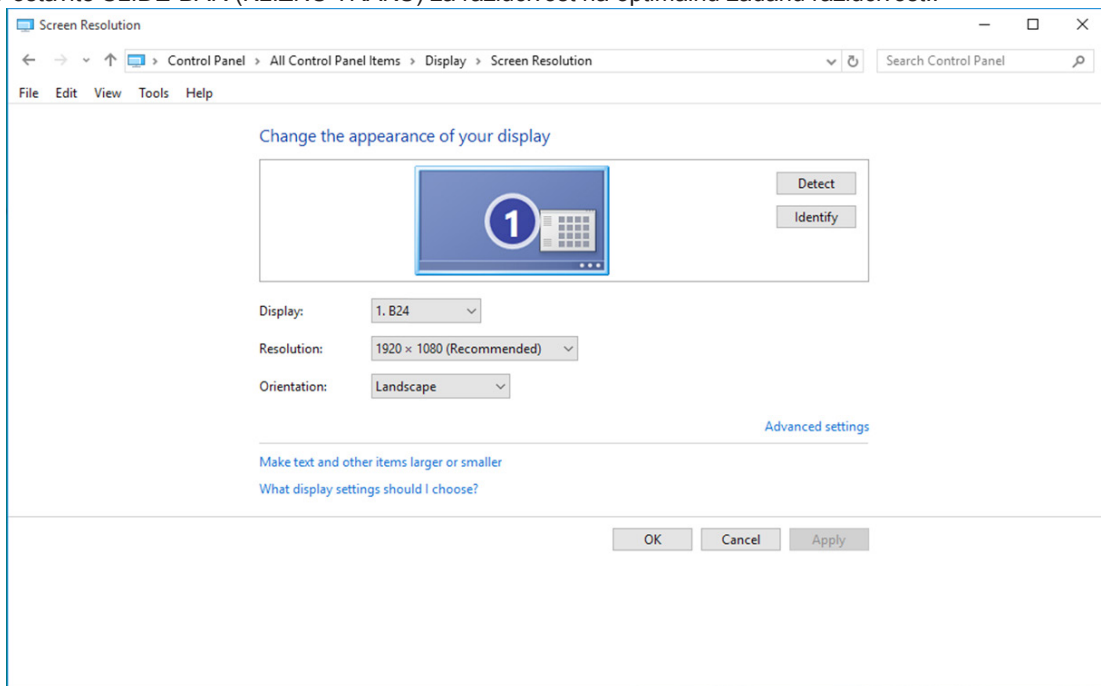 Screen Resolution
Control Panel > All Control Panel Items > Display > Screen Resolution
Search Control Panel
File Edit View Tools Help
Change the appearance of your display
1
Detect
Identify
Display: 1. B24
Resolution: 1920 × 1080 (Recommended)
Orientation: Landscape
Advanced settings
Make text and other items larger or smaller
What display settings should I choose?
OK Cancel Apply